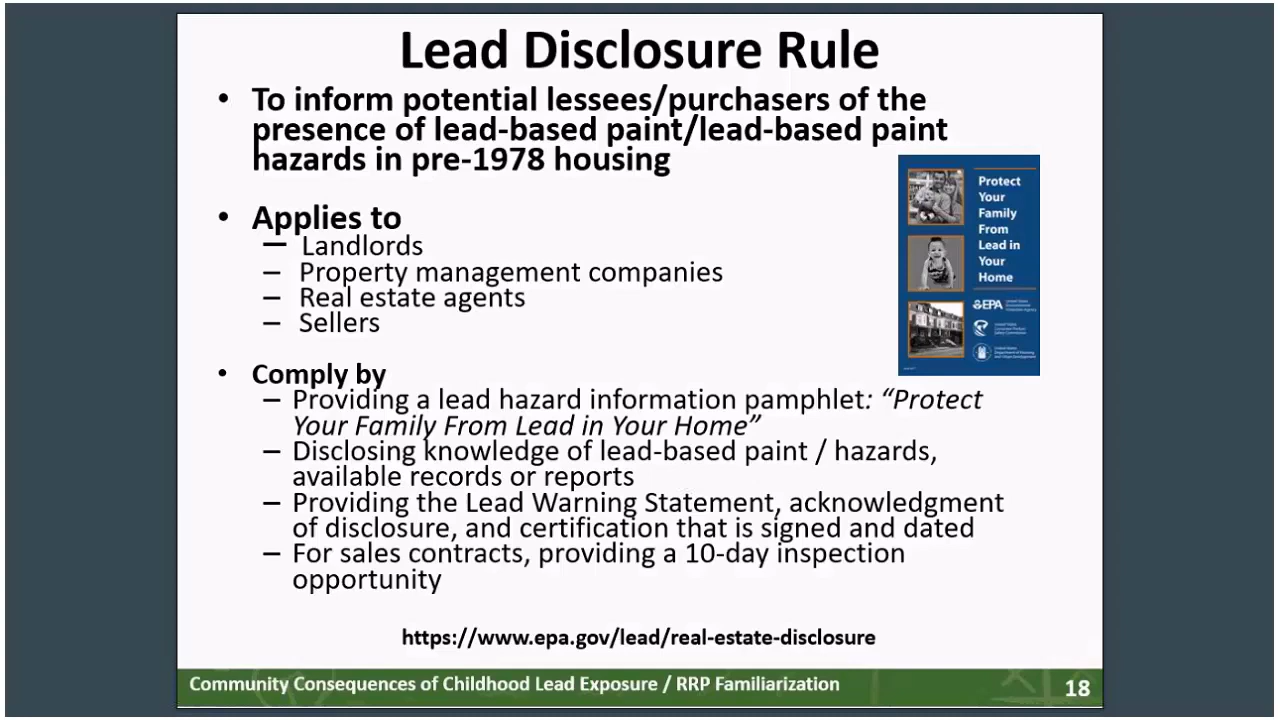 Lead Disclosure Rule
• To inform potential lessees/purchasers of the
presence of lead-based paint/lead-based paint
hazards in pre-1978 housing
• Applies to
– Landlords
– Property management companies
– Real estate agents
– Sellers
• Comply by
– Providing a lead hazard information pamphlet: “Protect
Your Family From Lead in Your Home”
– Disclosing knowledge of lead-based paint / hazards,
available records or reports
– Providing the Lead Warning Statement, acknowledgment
of disclosure, and certification that is signed and dated
– For sales contracts, providing a 10-day inspection
opportunity
Protect
Your
Family
From
Lead in
Your
Home
EPA
https://www.epa.gov/lead/real-estate-disclosure
Community Consequences of Childhood Lead Exposure / RRP Familiarization
18